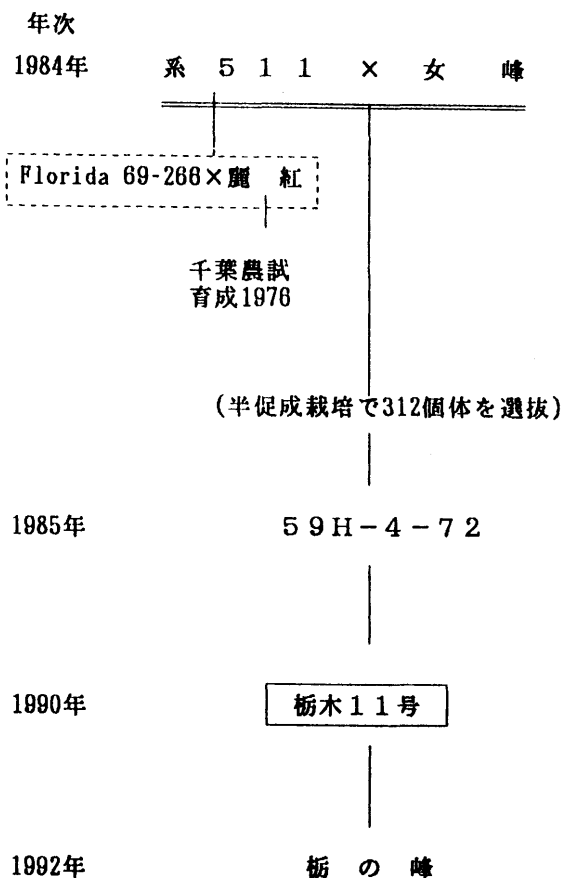 年次
1984年 系511 × 女峰
Florida 69-266×麗紅
千葉農試
育成1976
(半促成栽培で312個体を選抜)
1985年 59H-4-72
1990年 栃木11号
1992年 栃の峰